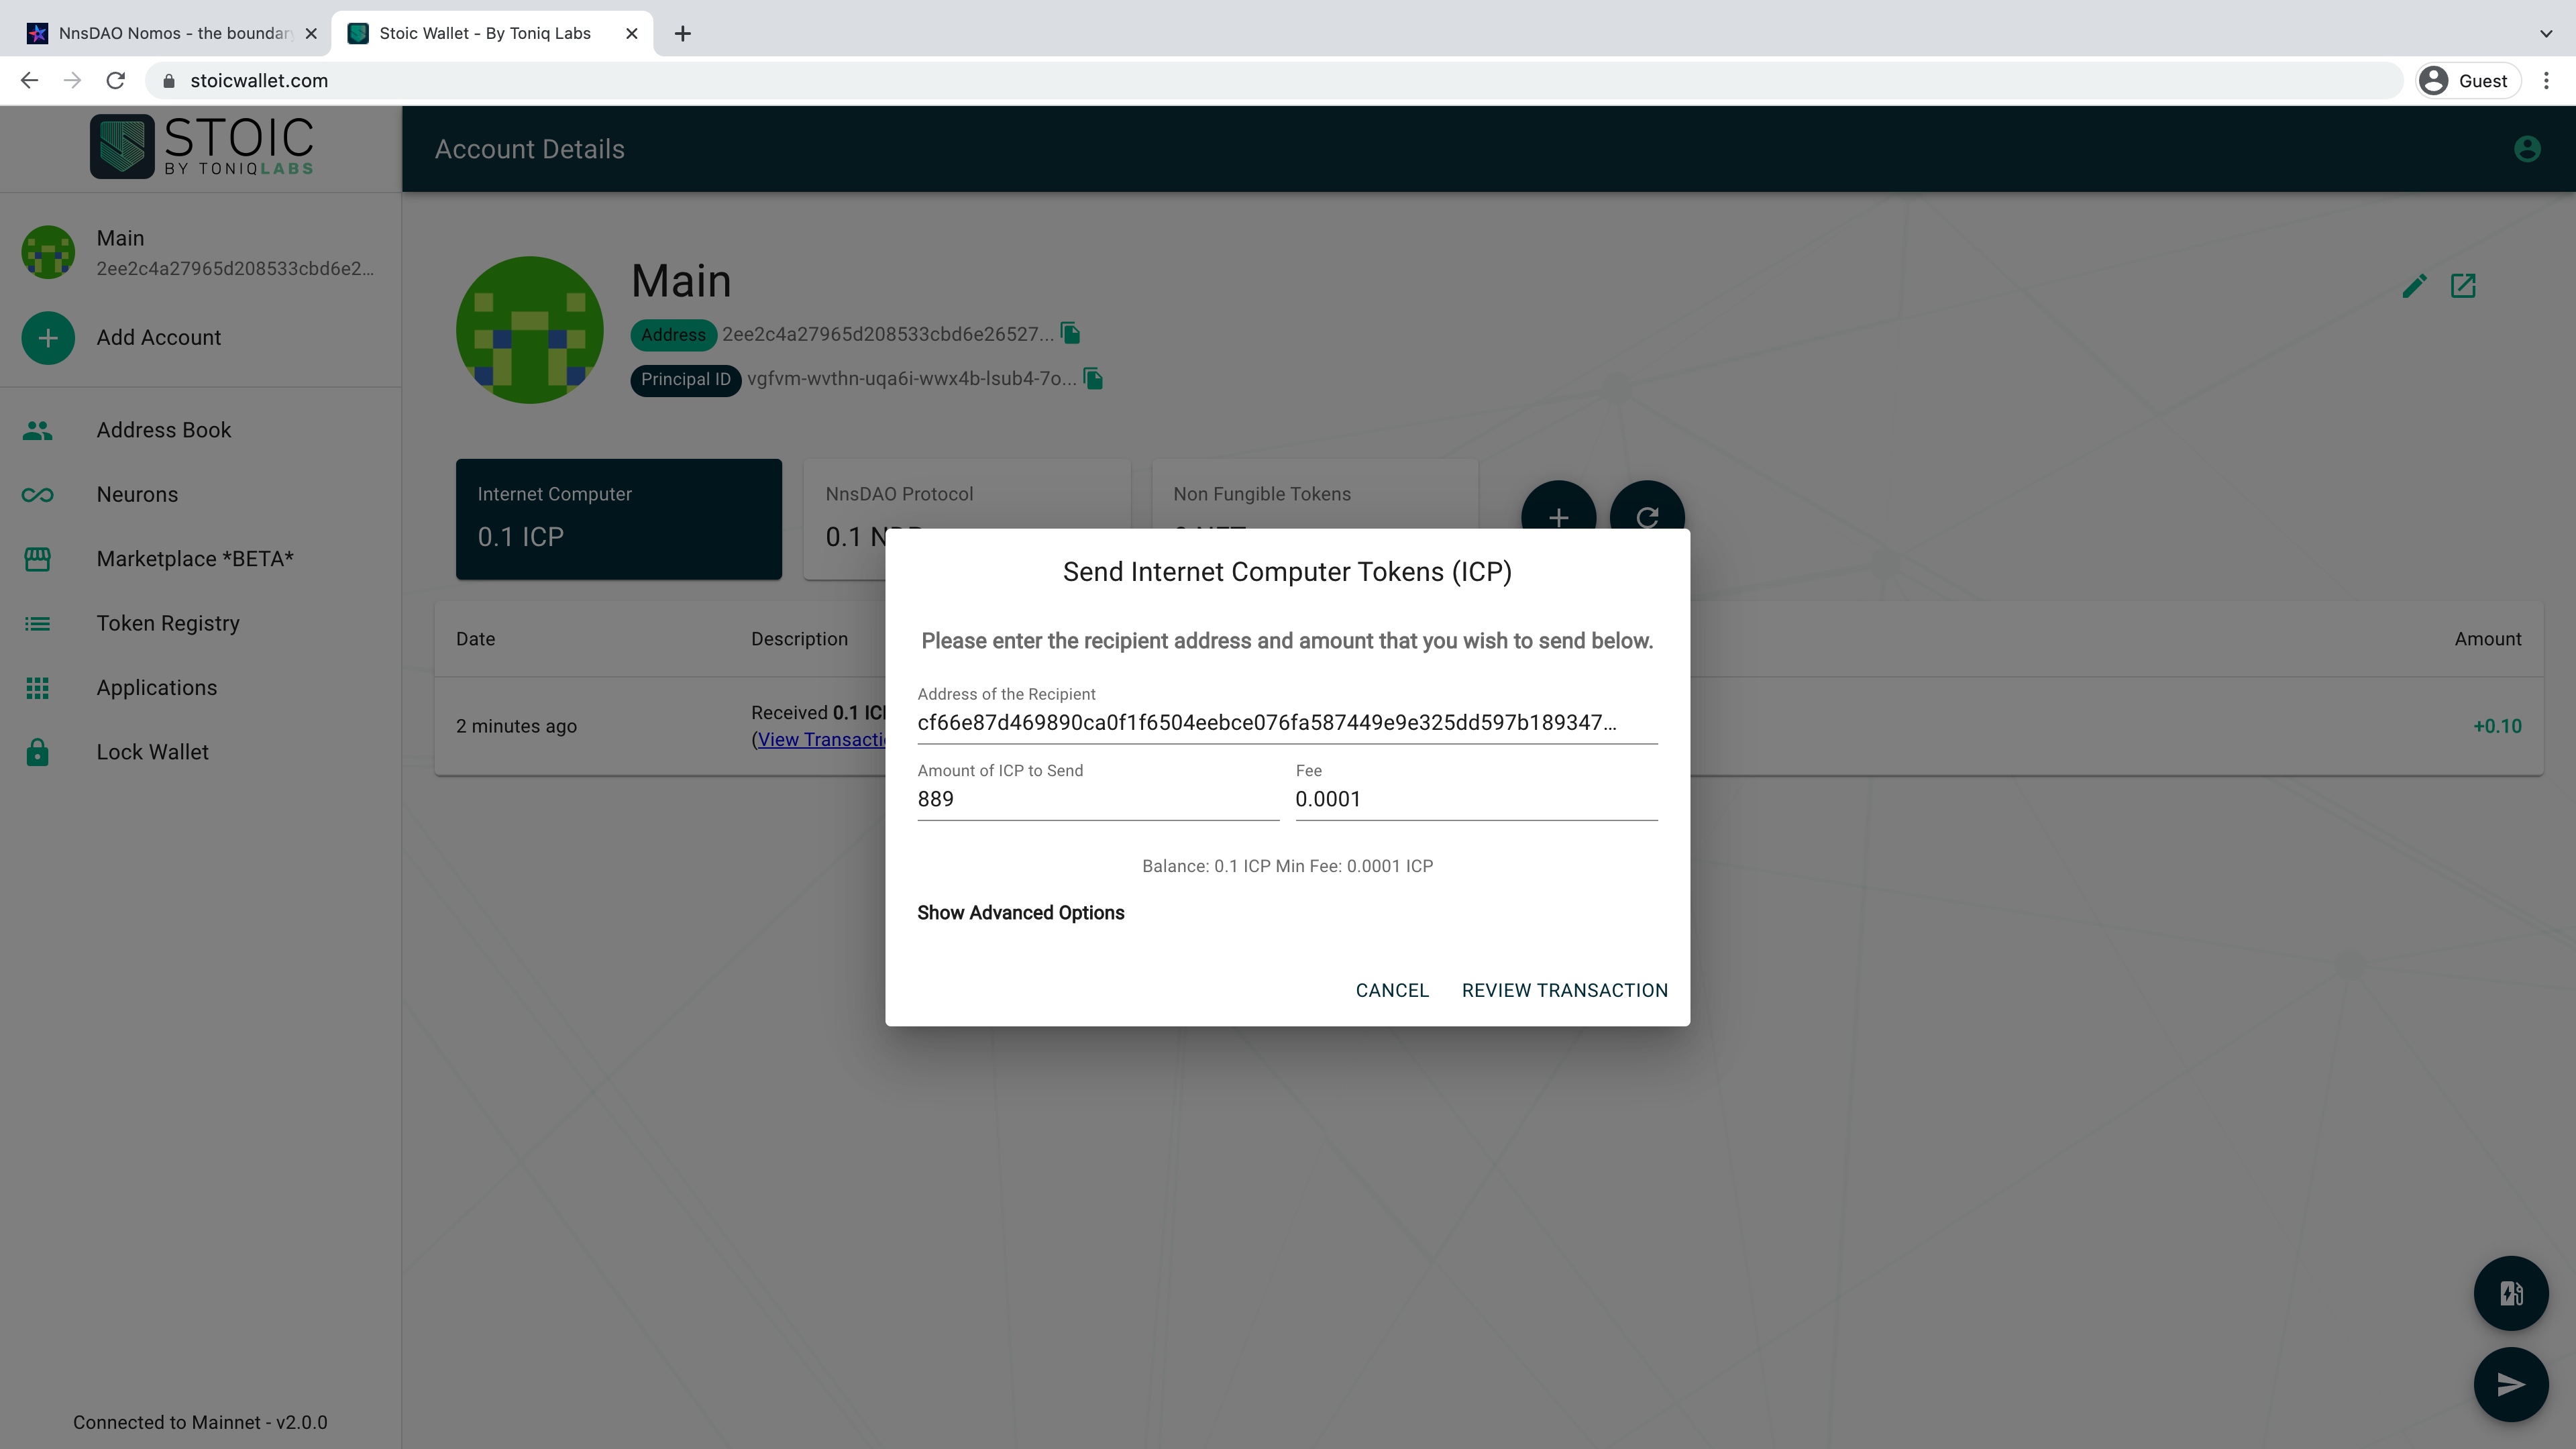 NnsDAO Nomos - the boundar
Stoic Wallet - By Toniq Labs
stoicwallet.com
Guest
STOIC
BY TONIQLABS
Account Details
Main
2ee2c4a27965d208533cbd6e2...
Add Account
Address Book
Neurons
Marketplace *BETA*
Token Registry
Applications
Lock Wallet
Connected to Mainnet - v2.0.0
Main
Address 2ee2c4a27965d208533cbd6e26527...
Principal ID vgfvm-wvthn-uqa6i-wwx4b-lsub4-7o...
Internet Computer
0.1 ICP
NnsDAO Protocol
0.1 NDP
Non Fungible Tokens
Date Description Amount
2 minutes ago
Received 0.1 ICP
(View Transacti
+0.10
Send Internet Computer Tokens (ICP)
Please enter the recipient address and amount that you wish to send below.
Address of the Recipient
cf66e87d469890ca0f1f6504eebce076fa587449e9e325dd597b189347...
Amount of ICP to Send
889
Fee
0.0001
Balance: 0.1 ICP Min Fee: 0.0001 ICP
Show Advanced Options
CANCEL REVIEW TRANSACTION